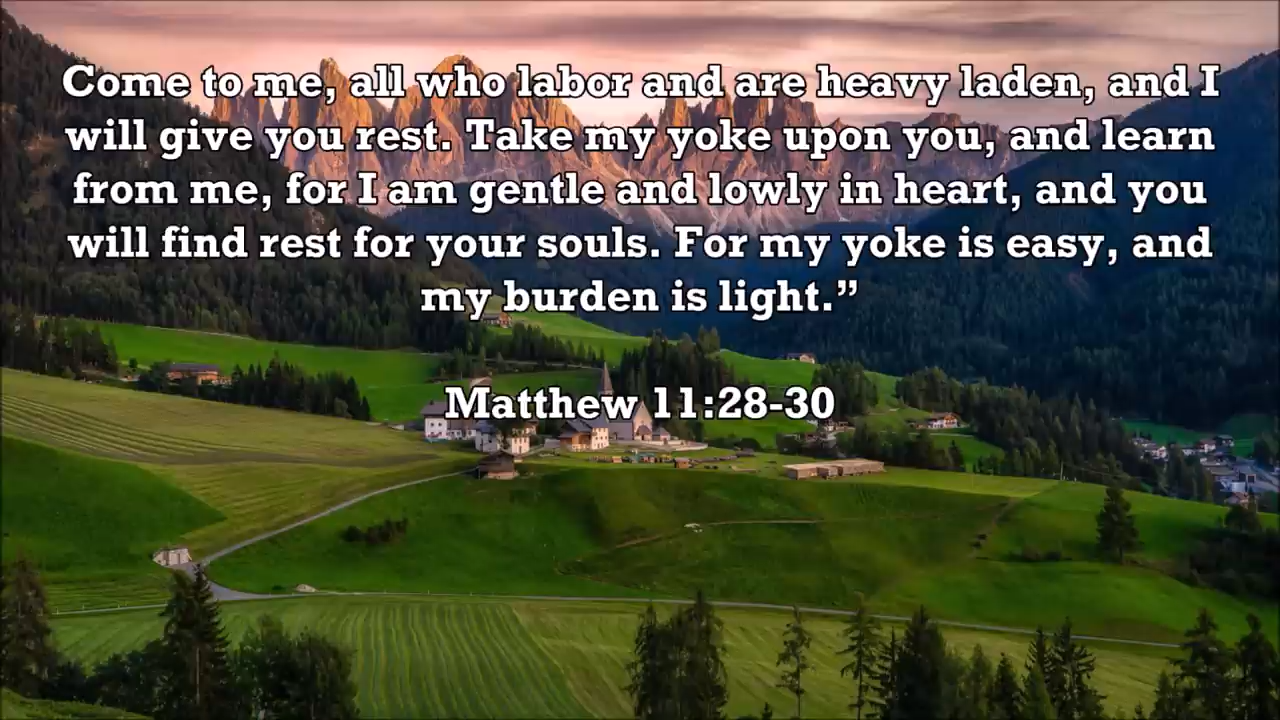 Come to me, all who labor and are heavy laden, and I
will give you rest. Take my yoke upon you, and learn
from me, for I am gentle and lowly in heart, and you
will find rest for your souls. For my yoke is easy, and
my burden is light.”
Matthew 11:28-30